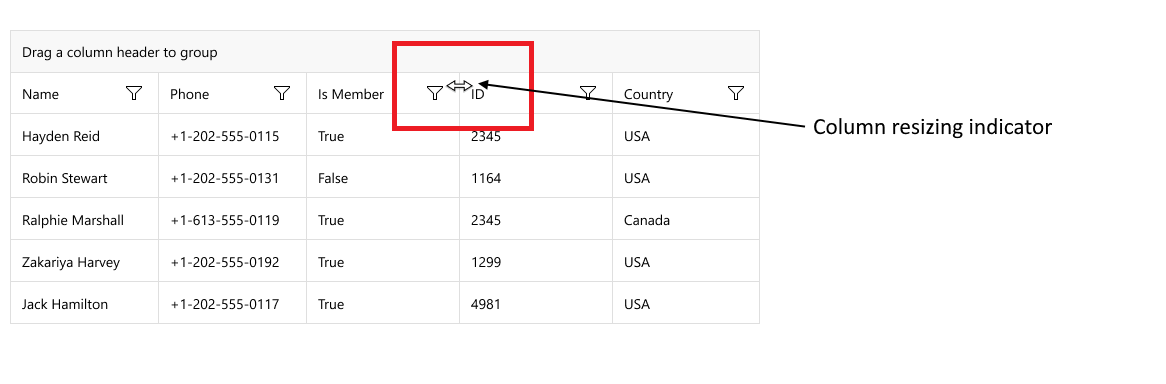 Drag a column header to group
Name Phone Is Member ID Country
Column resizing indicator
Hayden Reid +1-202-555-0115 True 2345 USA
Robin Stewart +1-202-555-0131 False 1164 USA
Ralphie Marshall +1-613-555-0119 True 2345 Canada
Zakariya Harvey +1-202-555-0192 True 1299 USA
Jack Hamilton +1-202-555-0117 True 4981 USA